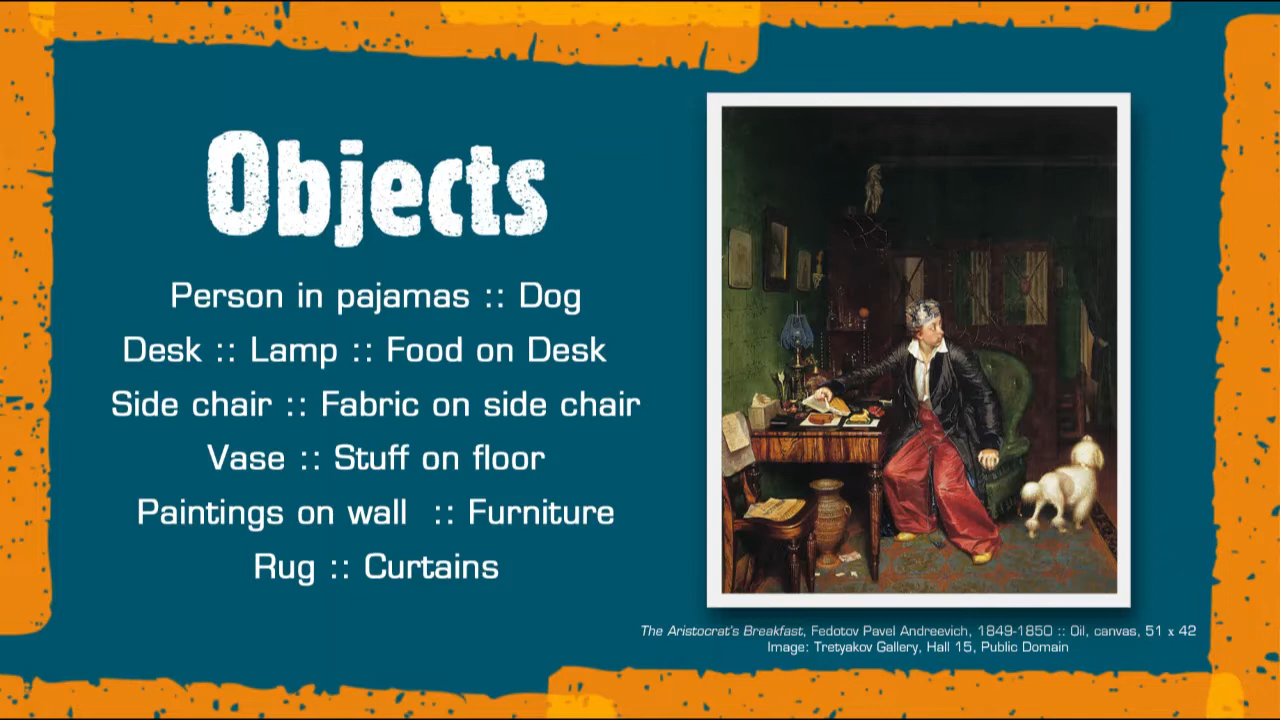 Objects
Person in pajamas :: Dog
Desk :: Lamp :: Food on Desk
Side chair :: Fabric on side chair
Vase :: Stuff on floor
Paintings on wall :: Furniture
Rug :: Curtains
The Aristocrat's Breakfast, Fedotov Pavel Andreevich, 1849-1850 :: Oil, canvas, 51 x 42
Image: Tretyakov Gallery, Hall 15, Public Domain